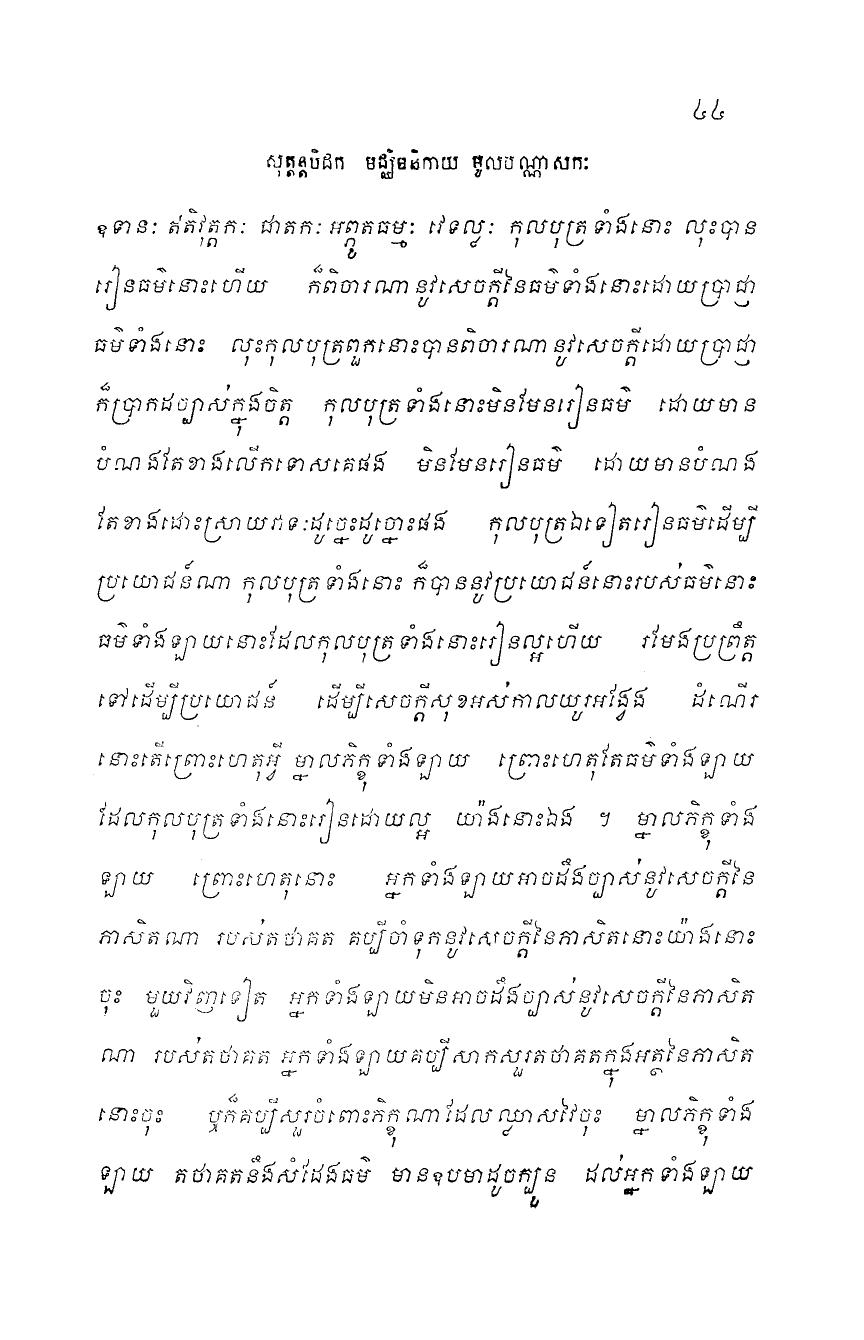 ៤៤
សុត្តន្តបិដក មជ្ឈិមនិកាយ មូលបណ្ណាសកៈ
ឧទានៈ ឥតិវុត្តកៈ ជាតកៈ អព្ភូតធម្មៈ វេទល្លៈ កុលបុត្រទាំងនោះ លុះបាន
រៀនធម៌នោះហើយ ក៏ពិចារណានូវសេចក្តីនៃធម៌ទាំងនោះដោយប្រាជ្ញា
ធម៌ទាំងនោះ លុះកុលបុត្រពួកនោះបានពិចារណានូវសេចក្តីដោយប្រាជ្ញា
ក៏ប្រាកដច្បាស់ក្នុងចិត្ត កុលបុត្រទាំងនោះមិនមែនរៀនធម៌ ដោយមាន
បំណងតែខាងលើកទោសគេផង មិនមែនរៀនធម៌ ដោយមានបំណង
តែខាងដោះស្រាយវាទៈដូច្នេះដូច្នោះផង កុលបុត្រឯទៀតរៀនធម៌ដើម្បី
ប្រយោជន៍ណា កុលបុត្រទាំងនោះ ក៏បាននូវប្រយោជន៍នោះរបស់ធម៌នោះ
ធម៌ទាំងឡាយនោះដែលកុលបុត្រទាំងនោះរៀនល្អហើយ រមែងប្រព្រឹត្ត
ទៅដើម្បីប្រយោជន៍ ដើម្បីសេចក្តីសុខអស់កាលយូរអង្វែង ដំណើរ
នោះតើព្រោះហេតុអ្វី ម្នាលភិក្ខុទាំងឡាយ ព្រោះហេតុតែធម៌ទាំងឡាយ
ដែលកុលបុត្រទាំងនោះរៀនដោយល្អ យ៉ាងនោះឯង ។ ម្នាលភិក្ខុទាំង
ឡាយ ព្រោះហេតុនោះ អ្នកទាំងឡាយអាចដឹងច្បាស់នូវសេចក្តីនៃ
ភាសិតណា របស់តថាគត គប្បីចាំទុកនូវសេចក្តីនៃភាសិតនោះយ៉ាងនោះ
ចុះ មួយវិញទៀត អ្នកទាំងឡាយមិនអាចដឹងច្បាស់នូវសេចក្តីនៃភាសិត
ណា របស់តថាគត អ្នកទាំងឡាយគប្បីសាកសួរតថាគតក្នុងអត្ថនៃភាសិត
នោះចុះ ឬក៏គប្បីសួរចំពោះភិក្ខុណាដែលឈ្លាសវៃចុះ ម្នាលភិក្ខុទាំង
ឡាយ តថាគតនឹងសំដែងធម៌ មានឧបមាដូចក្បួន ដល់អ្នកទាំងឡាយ